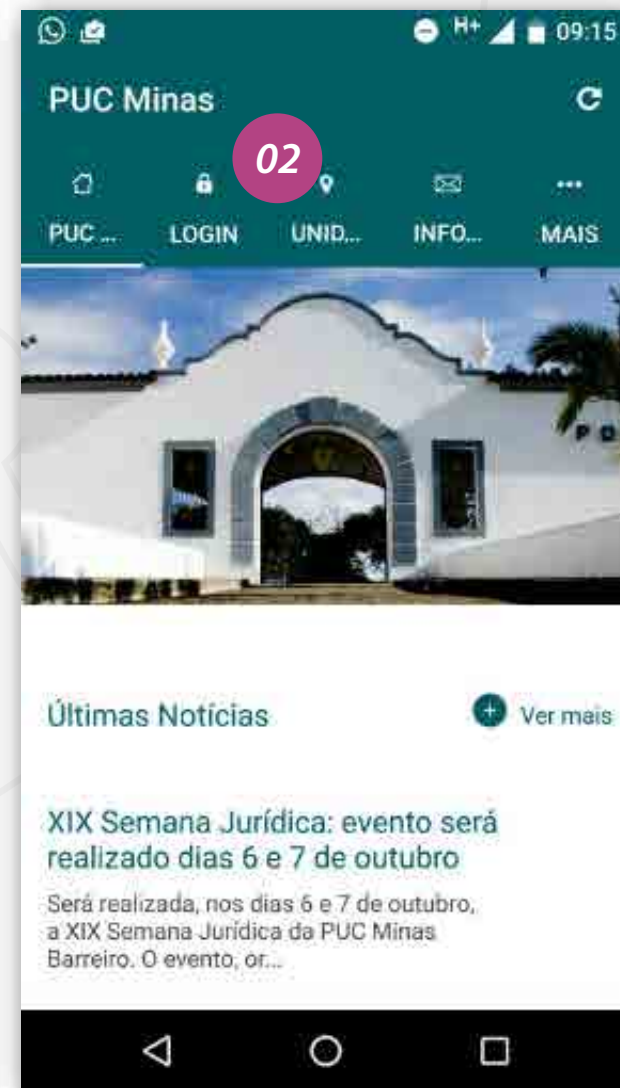 H+ 09:15
PUC Minas
02
PUC ... LOGIN UNID... INFO... MAIS
P U
Últimas Notícias Ver mais
XIX Semana Jurídica: evento será
realizado dias 6 e 7 de outubro
Será realizada, nos dias 6 e 7 de outubro,
a XIX Semana Jurídica da PUC Minas
Barreiro. O evento, or...